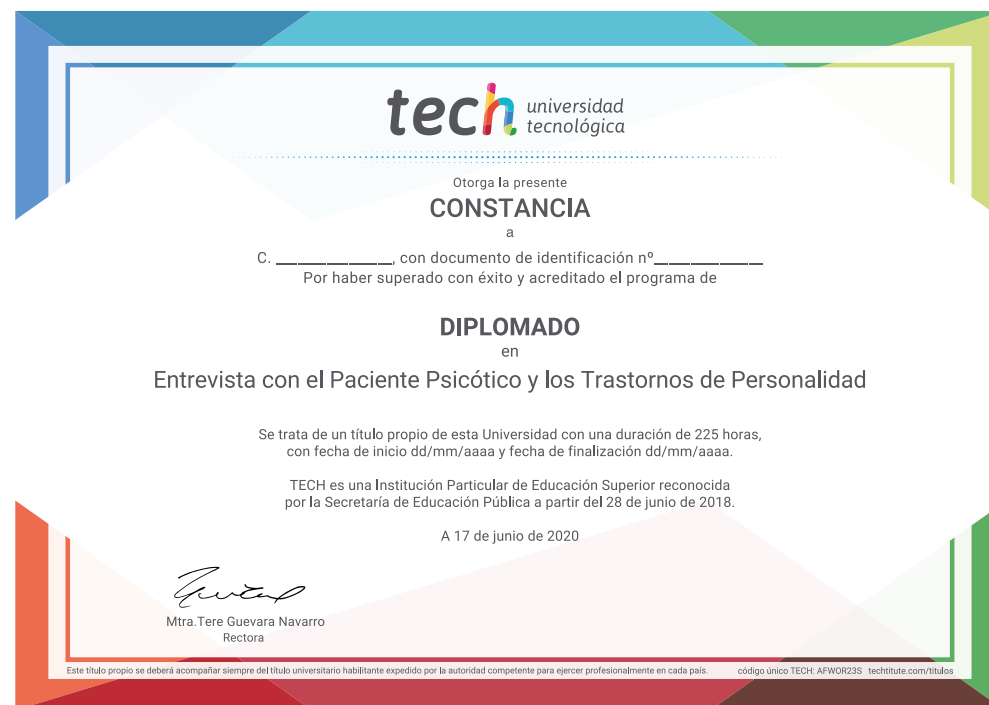 tech universidad
tecnológica
Otorga la presente
CONSTANCIA
a
C. ______________, con documento de identificación nº_____________
Por haber superado con éxito y acreditado el programa de
DIPLOMADO
en
Entrevista con el Paciente Psicótico y los Trastornos de Personalidad
Se trata de un título propio de esta Universidad con una duración de 225 horas,
con fecha de inicio dd/mm/aaaa y fecha de finalización dd/mm/aaaa.
TECH es una Institución Particular de Educación Superior reconocida
por la Secretaría de Educación Pública a partir del 28 de junio de 2018.
A 17 de junio de 2020
Mtra.Tere Guevara Navarro
Rectora
Este título propio se deberá acompañar siempre del título universitario habilitante expedido por la autoridad competente para ejercer profesionalmente en cada país. código único TECH: AFWOR23S techtitute.com/titulos